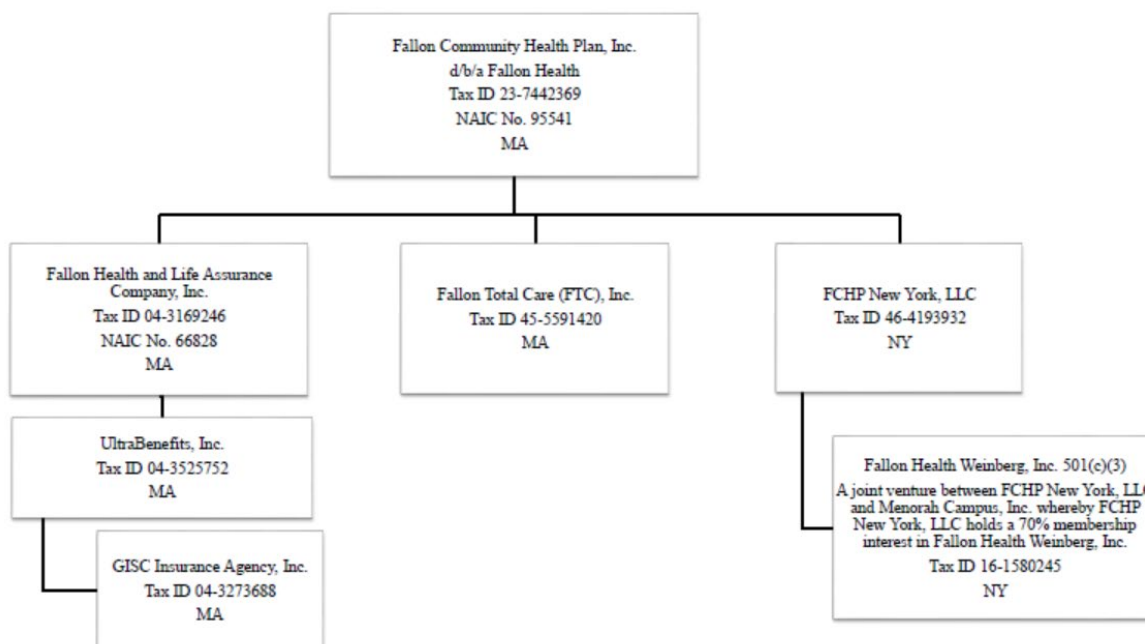 Fallon Community Health Plan, Inc.
d/b/a Fallon Health
Tax ID 23-7442369
NAIC No. 95541
MA
Fallon Health and Life Assurance
Company, Inc.
Tax ID 04-3169246
NAIC No. 66828
MA
Fallon Total Care (FTC), Inc.
Tax ID 45-5591420
MA
FCHP New York, LLC
Tax ID 46-4193932
NY
UltraBenefits, Inc.
Tax ID 04-3525752
MA
GISC Insurance Agency, Inc.
Tax ID 04-3273688
MA
Fallon Health Weinberg, Inc. 501(c)(3)
A joint venture between FCHP New York, LLC
and Menorah Campus, Inc. whereby FCHP
New York, LLC holds a 70% membership
interest in Fallon Health Weinberg, Inc.
Tax ID 16-1580245
NY